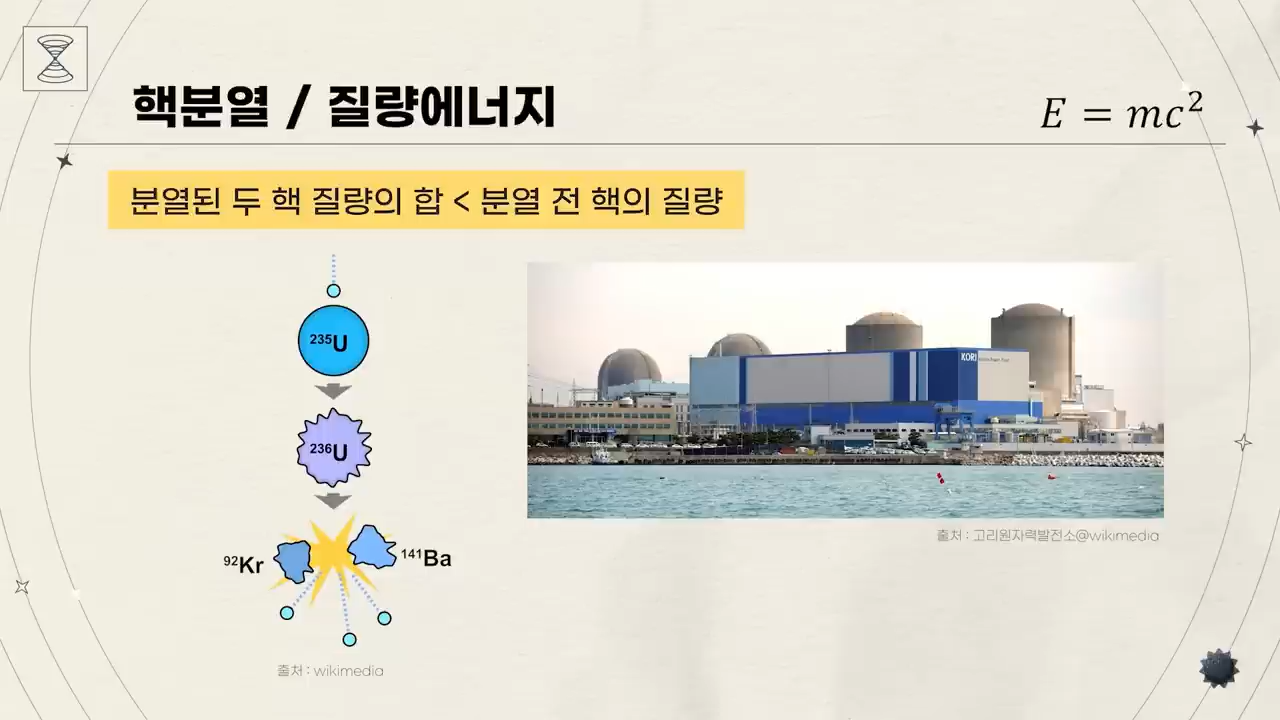 핵분열 / 질량에너지
E = mc²
분열된 두 핵 질량의 합 < 분열 전 핵의 질량
²³⁵U
²³⁶U
⁹²Kr
¹⁴¹Ba
출처 : wikimedia
KORI
출처 : 고리원자력발전소@wikimedia